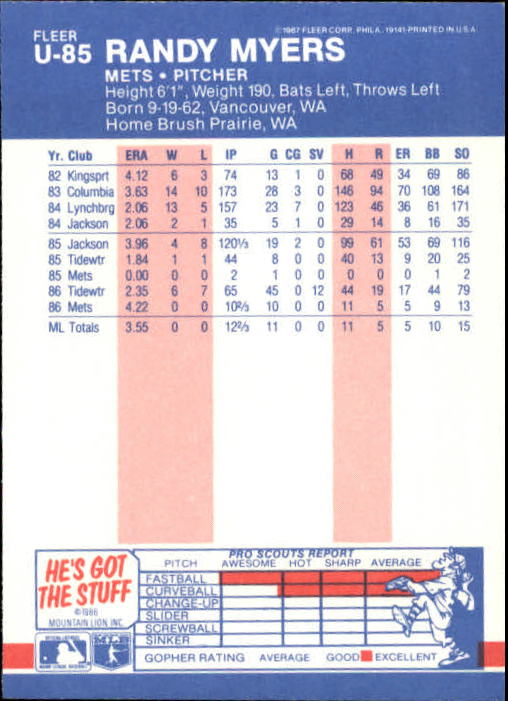 FLEER
© 1987 FLEER CORP. PHILA. 19141-PRINTED IN U.S.A.
U-85 RANDY MYERS
METS • PITCHER
Height 6'1", Weight 190, Bats Left, Throws Left
Born 9-19-62, Vancouver, WA
Home Brush Prairie, WA
Yr. Club ERA W L IP G CG SV H R ER BB SO
82 Kingsprt 4.12 6 3 74 13 1 0 68 49 34 69 86
83 Columbia 3.63 14 10 173 28 3 0 146 94 70 108 164
84 Lynchbrg 2.06 13 5 157 23 7 0 123 46 36 61 171
84 Jackson 2.06 2 1 35 5 1 0 29 14 8 16 35
85 Jackson 3.96 4 8 120⅓ 19 2 0 99 61 53 69 116
85 Tidewtr 1.84 1 1 44 8 0 0 40 13 9 20 25
85 Mets 0.00 0 0 2 1 0 0 0 0 0 1 2
86 Tidewtr 2.35 6 7 65 45 0 12 44 19 17 44 79
86 Mets 4.22 0 0 10⅔ 10 0 0 11 5 5 9 13
ML Totals 3.55 0 0 12⅔ 11 0 0 11 5 5 10 15
HE'S GOT
THE STUFF
© 1986
MOUNTAIN LION, INC.
PRO SCOUTS REPORT
PITCH AWESOME HOT SHARP AVERAGE
FASTBALL
CURVEBALL
CHANGE-UP
SLIDER
SCREWBALL
SINKER
GOPHER RATING AVERAGE GOOD EXCELLENT